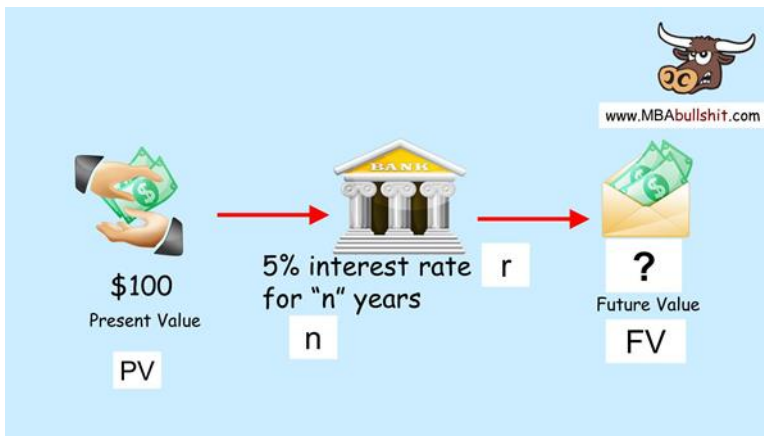 www.MBAbullshit.com
BANK
$100
Present Value
PV
5% interest rate
for “n” years
r
n
?
Future Value
FV